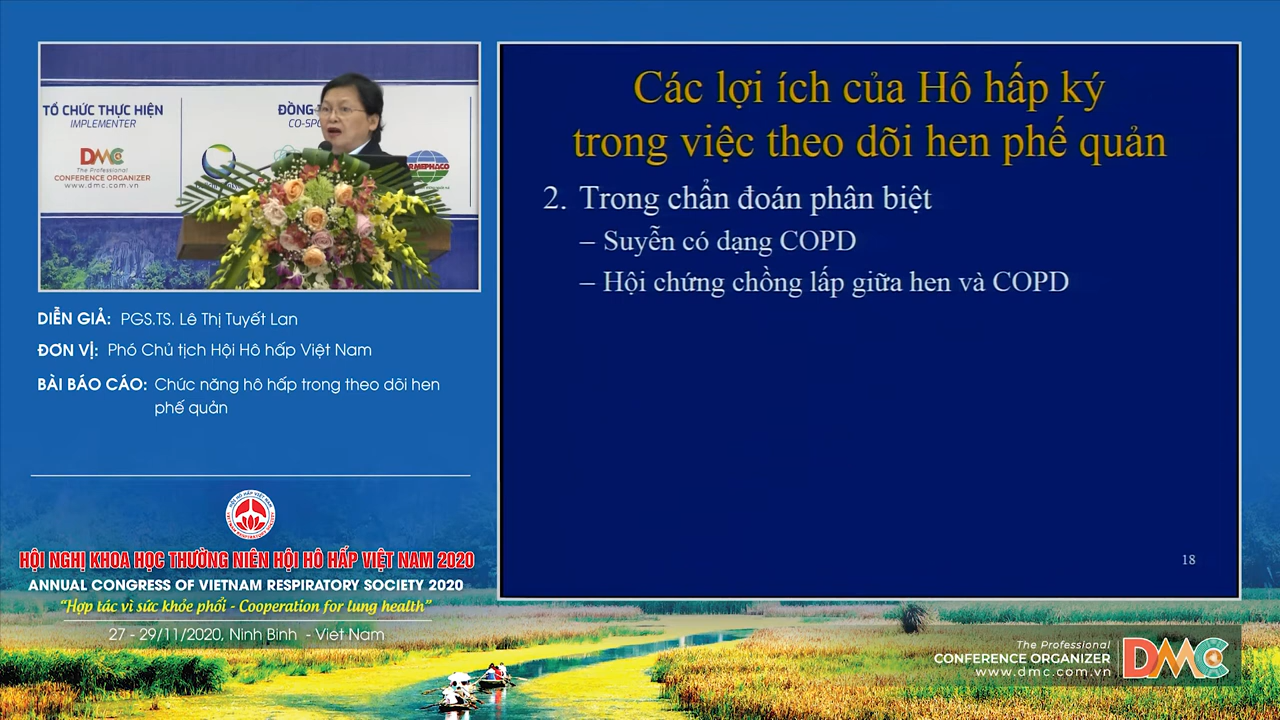 TỔ CHỨC THỰC HIỆN
IMPLEMENTER
DMC
The Professional
CONFERENCE ORGANIZER
www.dmc.com.vn
DIỄN GIẢ: PGS.TS. Lê Thị Tuyết Lan
ĐƠN VỊ: Phó Chủ tịch Hội Hô hấp Việt Nam
BÀI BÁO CÁO: Chức năng hô hấp trong theo dõi hen
phế quản
HỘI NGHỊ KHOA HỌC THƯỜNG NIÊN HỘI HÔ HẤP VIỆT NAM 2020
ANNUAL CONGRESS OF VIETNAM RESPIRATORY SOCIETY 2020
"Hợp tác vì sức khỏe phổi - Cooperation for lung health"
27 - 29/11/2020, Ninh Binh - Viet Nam
Các lợi ích của Hô hấp ký
trong việc theo dõi hen phế quản
2. Trong chẩn đoán phân biệt
– Suyễn có dạng COPD
– Hội chứng chồng lấp giữa hen và COPD
18
The Professional
CONFERENCE ORGANIZER
www.dmc.com.vn
DMC